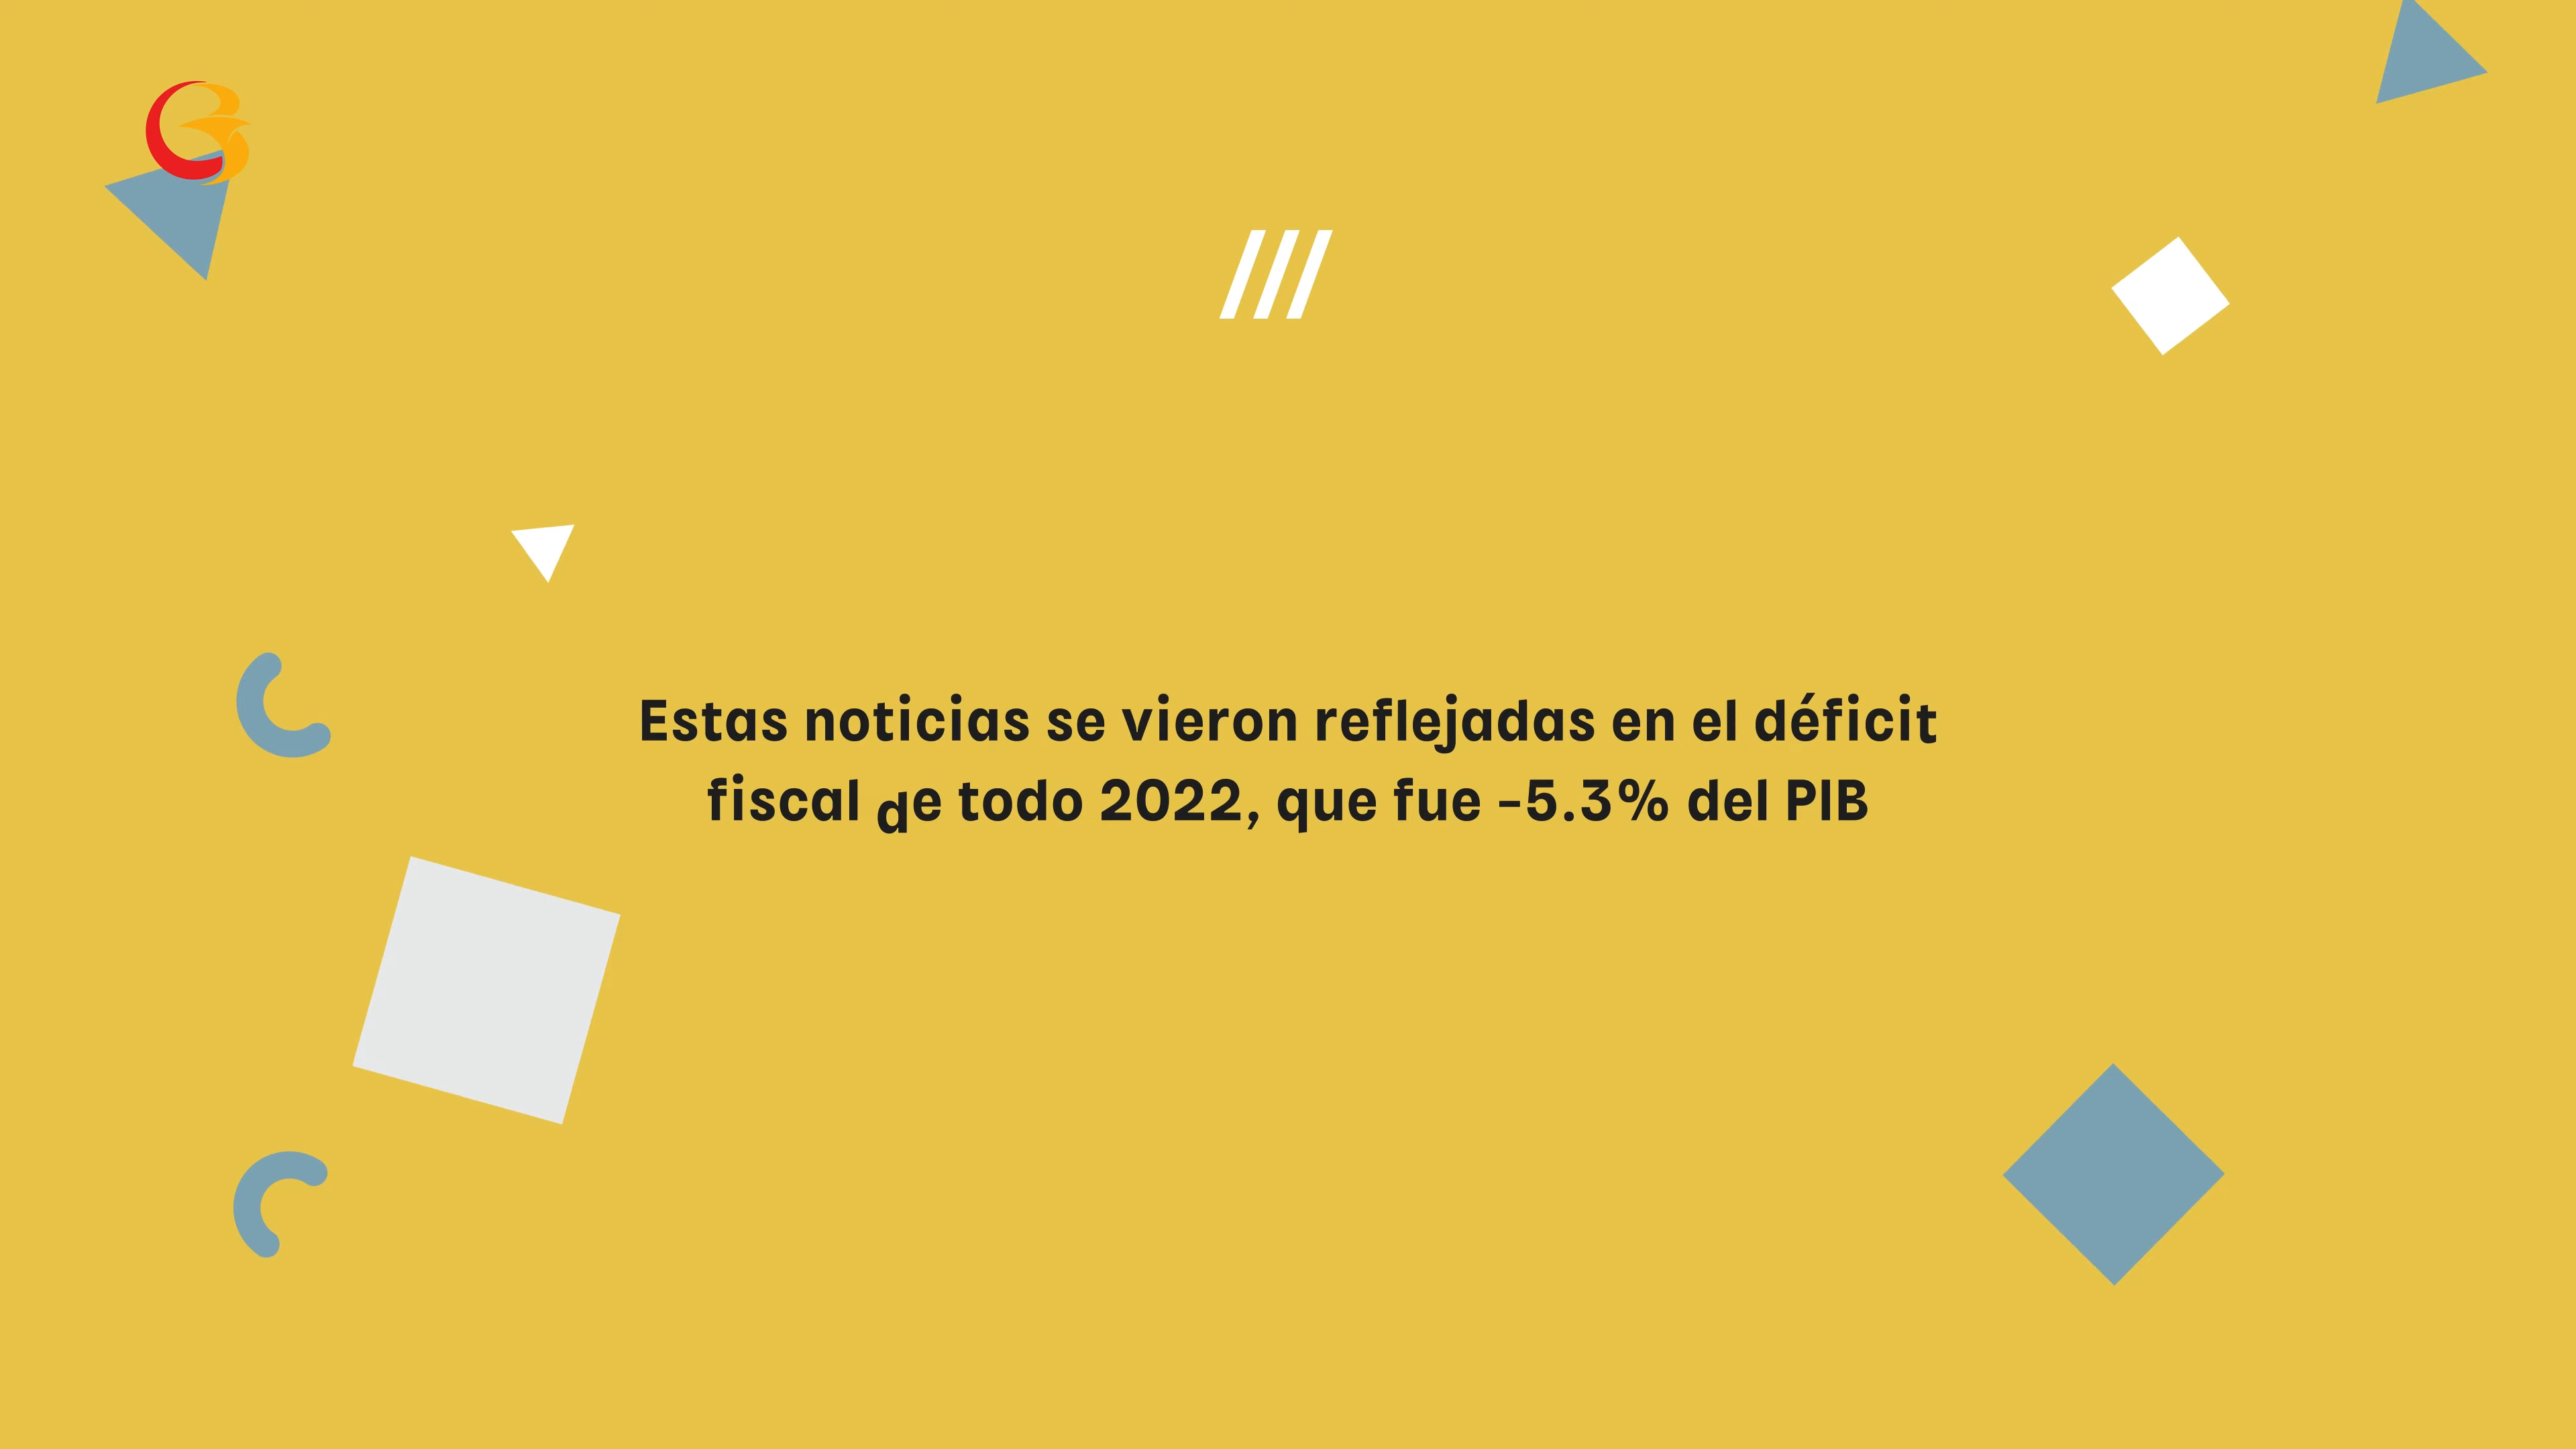 Estas noticias se vieron reflejadas en el déficit
fiscal de todo 2022, que fue -5.3% del PIB